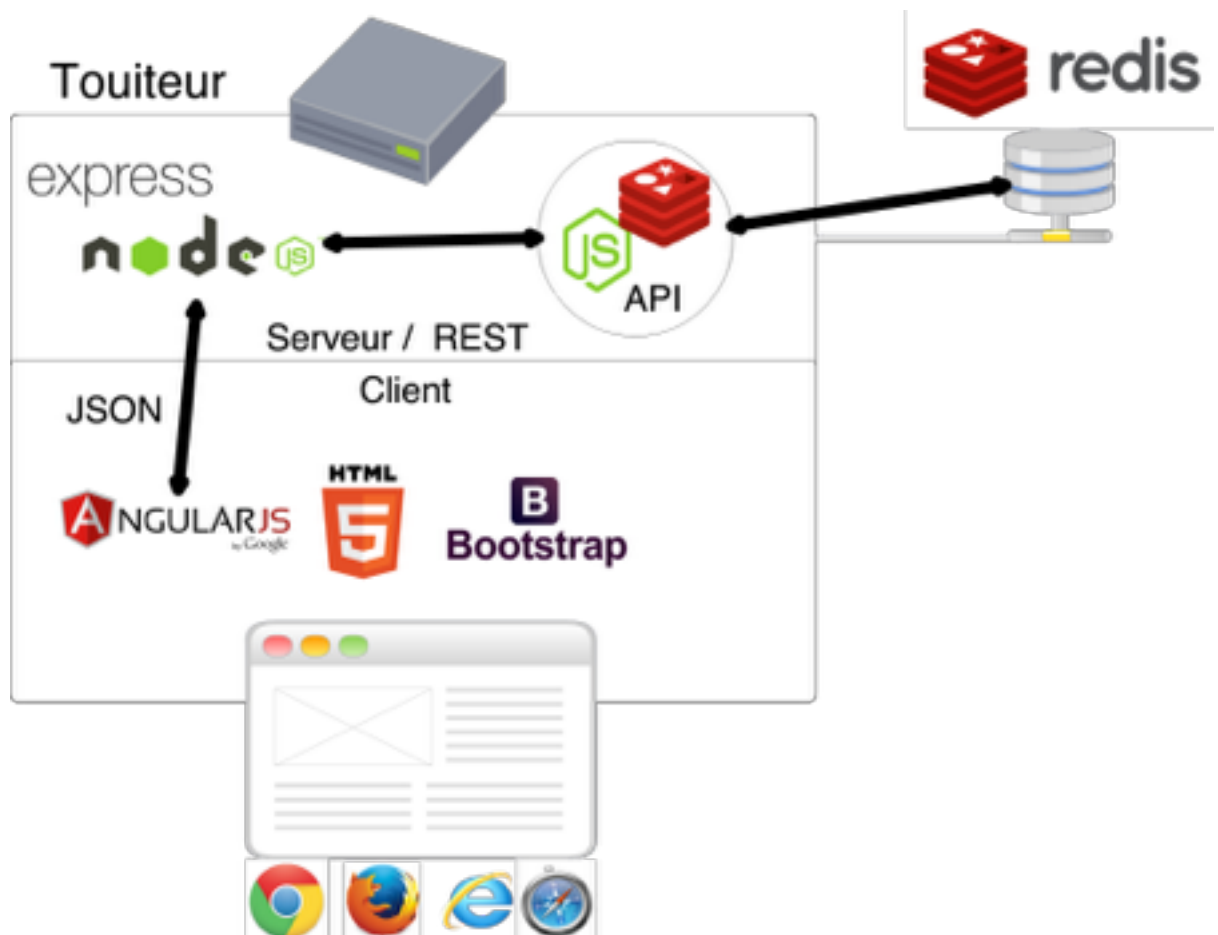 Touiteur
redis
express
node JS
JS
API
Serveur / REST
Client
JSON
ANGULARJS
by Google
HTML
5
B
Bootstrap